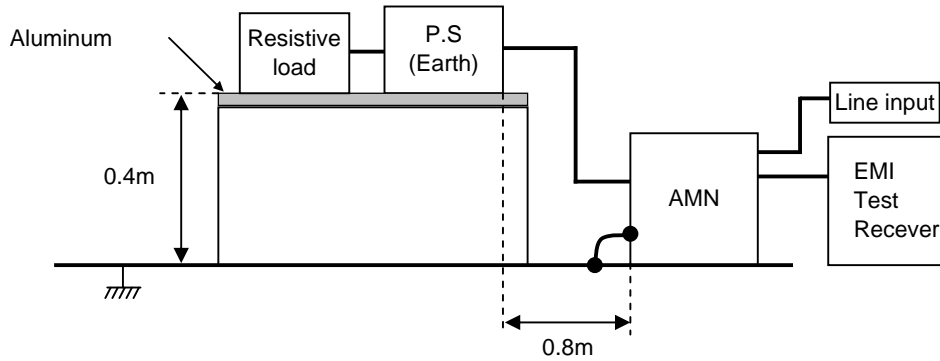 Aluminum
Resistive
load
P.S
(Earth)
Line input
0.4m
AMN
EMI
Test
Recever
0.8m